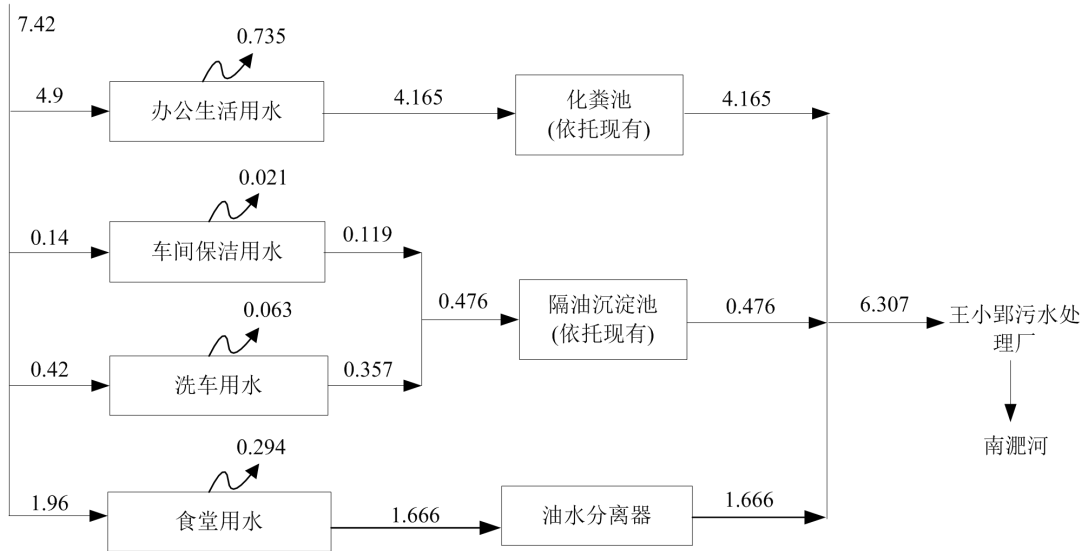 7.42
0.735
4.9
办公生活用水
4.165
化粪池
(依托现有)
4.165
0.021
0.14
车间保洁用水
0.119
0.476
隔油沉淀池
(依托现有)
0.476
6.307
王小郢污水处
理厂
0.063
0.42
洗车用水
0.357
南淝河
0.294
1.96
食堂用水
1.666
油水分离器
1.666